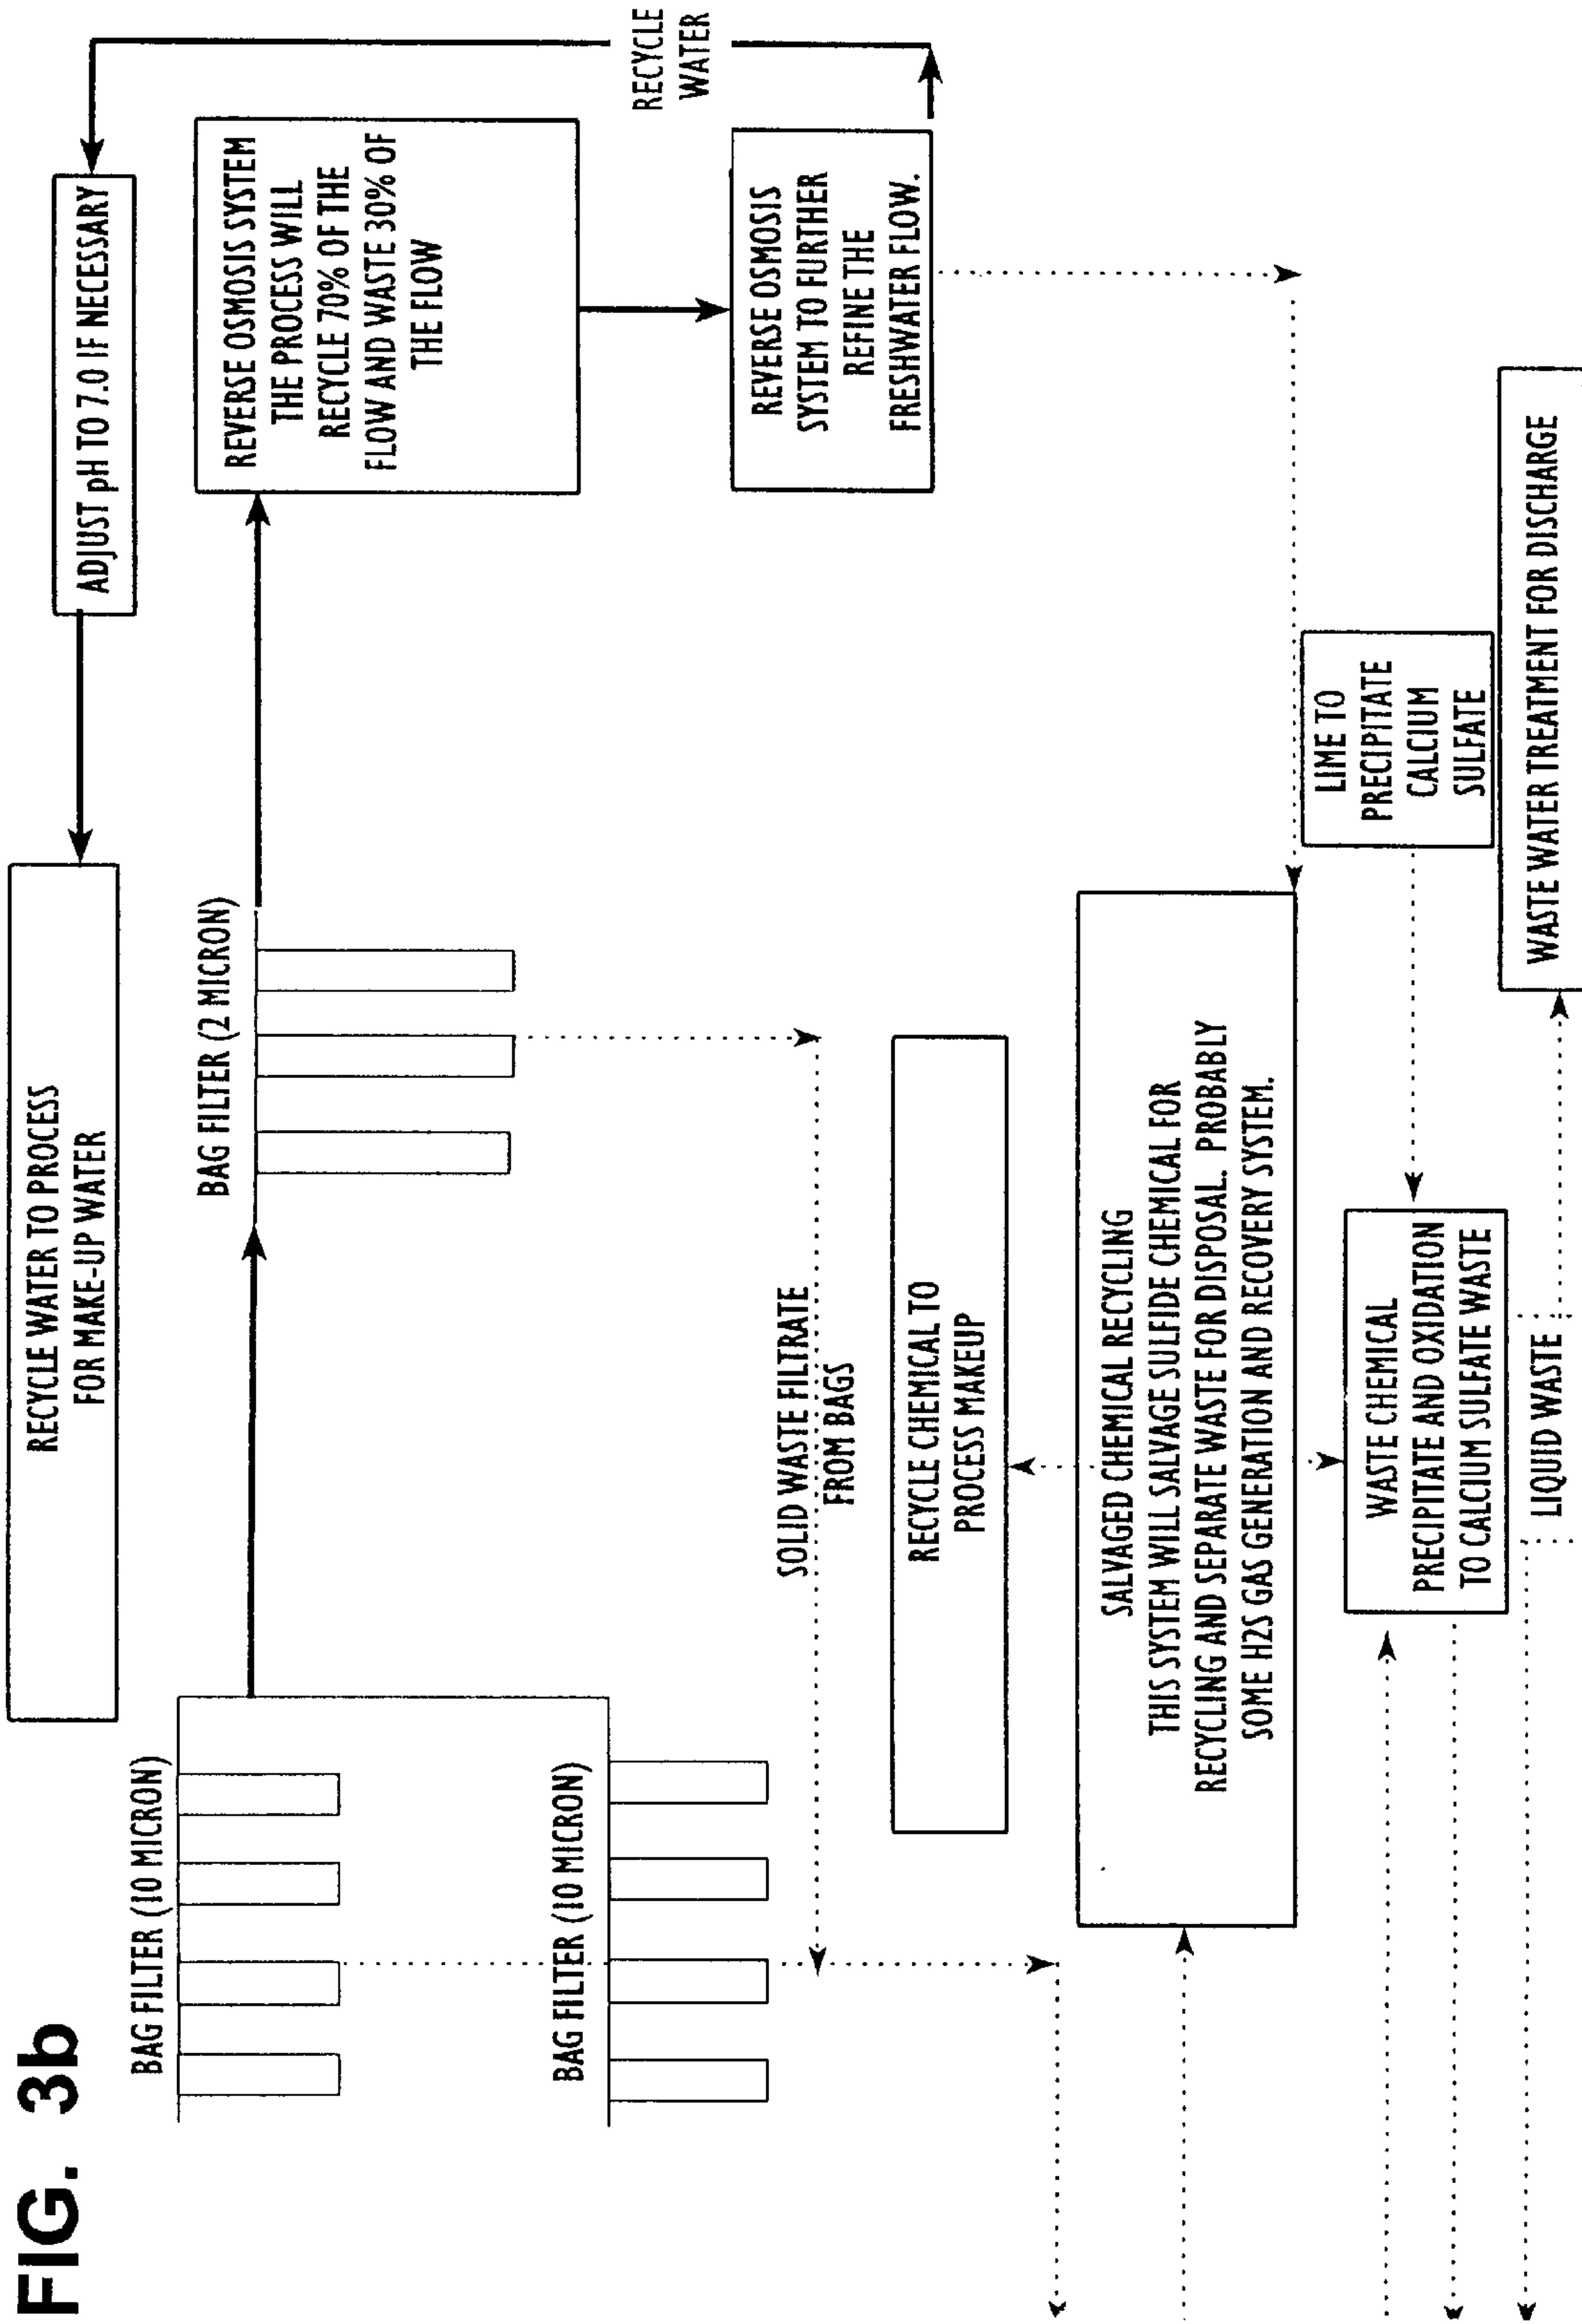 FIG. 3b
RECYCLE WATER TO PROCESS
FOR MAKE-UP WATER
ADJUST pH TO 7.0 IF NECESSARY
BAG FILTER (10 MICRON)
BAG FILTER (2 MICRON)
REVERSE OSMOSIS SYSTEM
THE PROCESS WILL
RECYCLE 70% OF THE
FLOW AND WASTE 30% OF
THE FLOW
RECYCLE
WATER
BAG FILTER (10 MICRON)
REVERSE OSMOSIS
SYSTEM TO FURTHER
REFINE THE
FRESHWATER FLOW.
SOLID WASTE FILTRATE
FROM BAGS
RECYCLE CHEMICAL TO
PROCESS MAKEUP
SALVAGED CHEMICAL RECYCLING
THIS SYSTEM WILL SALVAGE SULFIDE CHEMICAL FOR
RECYCLING AND SEPARATE WASTE FOR DISPOSAL. PROBABLY
SOME H2S GAS GENERATION AND RECOVERY SYSTEM.
LIME TO
PRECIPITATE
CALCIUM
SULFATE
WASTE CHEMICAL
PRECIPITATE AND OXIDATION
TO CALCIUM SULFATE WASTE
LIQUID WASTE
WASTE WATER TREATMENT FOR DISCHARGE